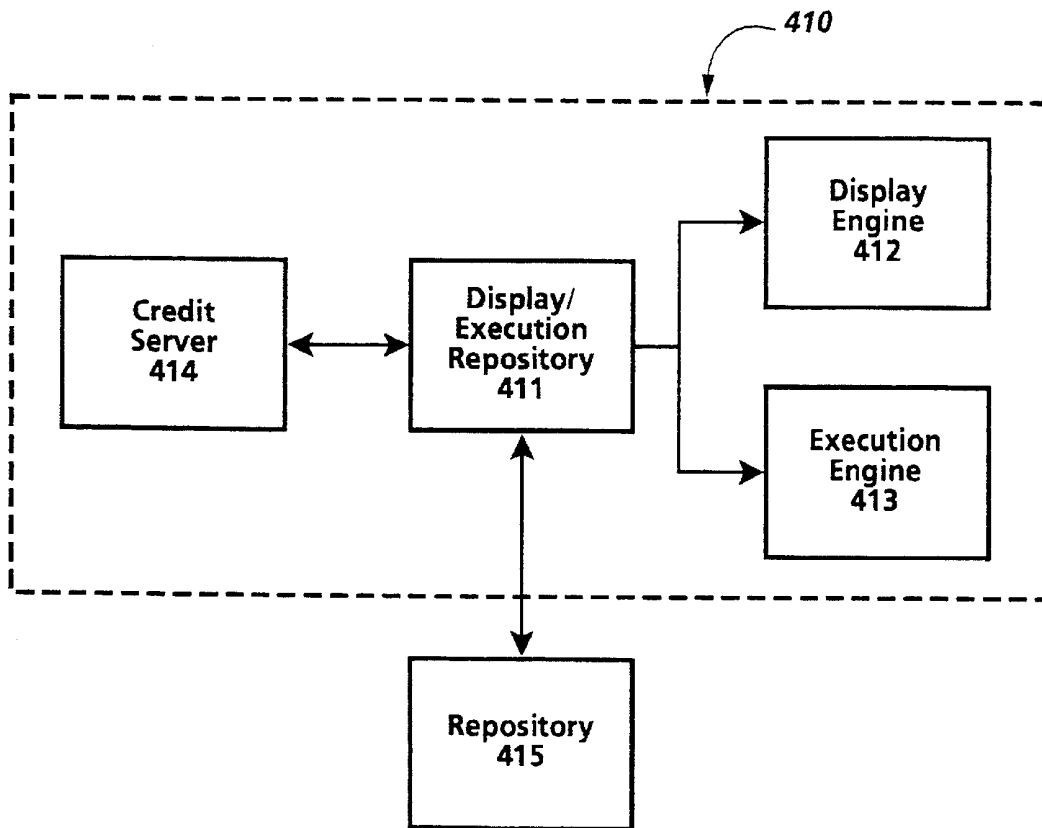 410
Display
Engine
412
Credit
Server
414
Display/
Execution
Repository
411
Execution
Engine
413
Repository
415